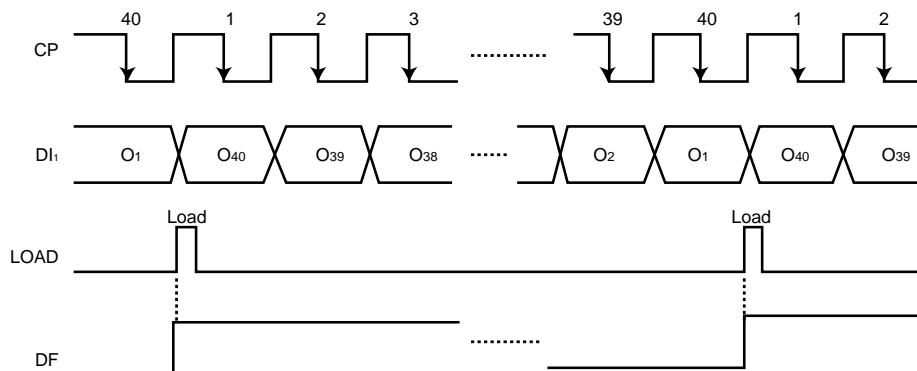 40 1 2 3 39 40 1 2
CP
DI1 O1 O40 O39 O38 O2 O1 O40 O39
Load Load
LOAD
DF